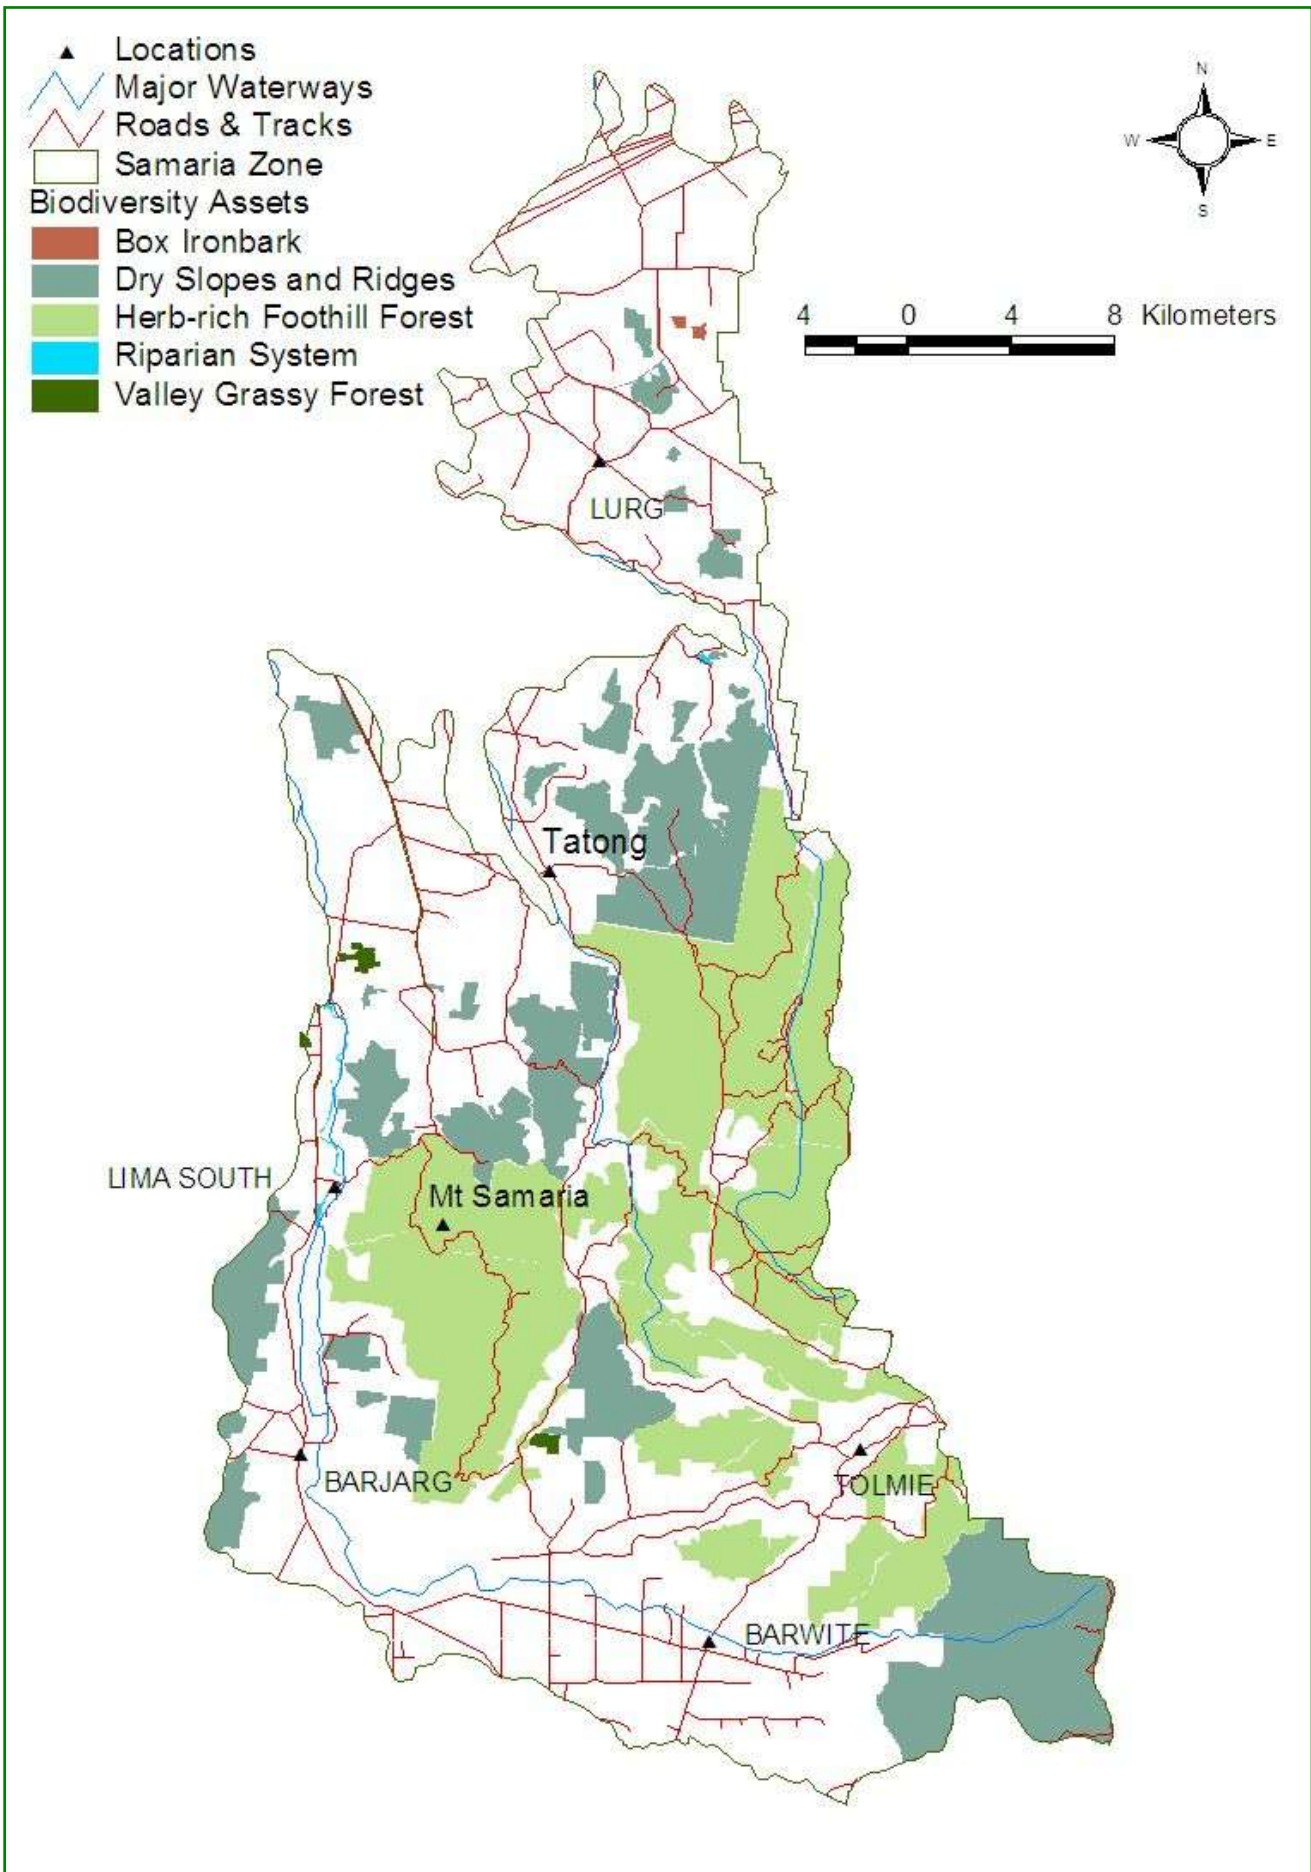 Locations
Major Waterways
Roads & Tracks
Samaria Zone
Biodiversity Assets
Box Ironbark
Dry Slopes and Ridges
Herb-rich Foothill Forest
Riparian System
Valley Grassy Forest
N
W E
S
4 0 4 8 Kilometers
LURG
Tatong
LIMA SOUTH
Mt Samaria
BARJARG
TOLMIE
BARWITE